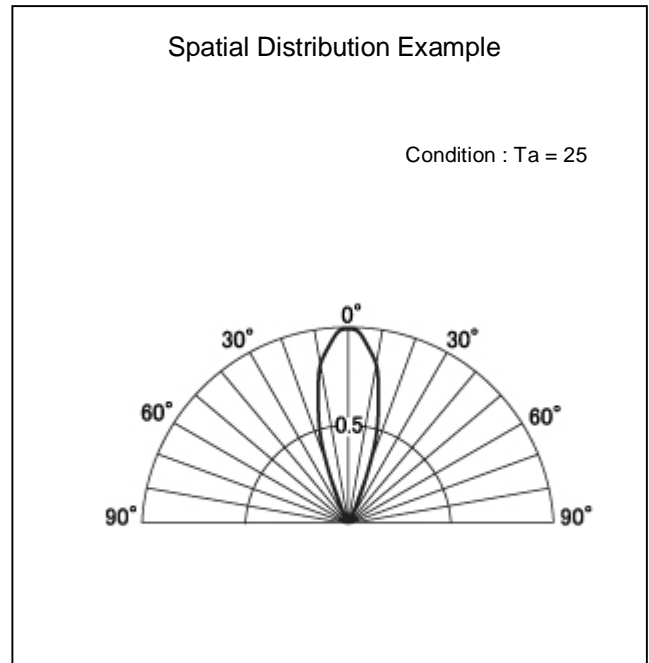 Spatial Distribution Example
Condition : Ta = 25
0°
30° 30°
60° 60°
0.5
90° 90°